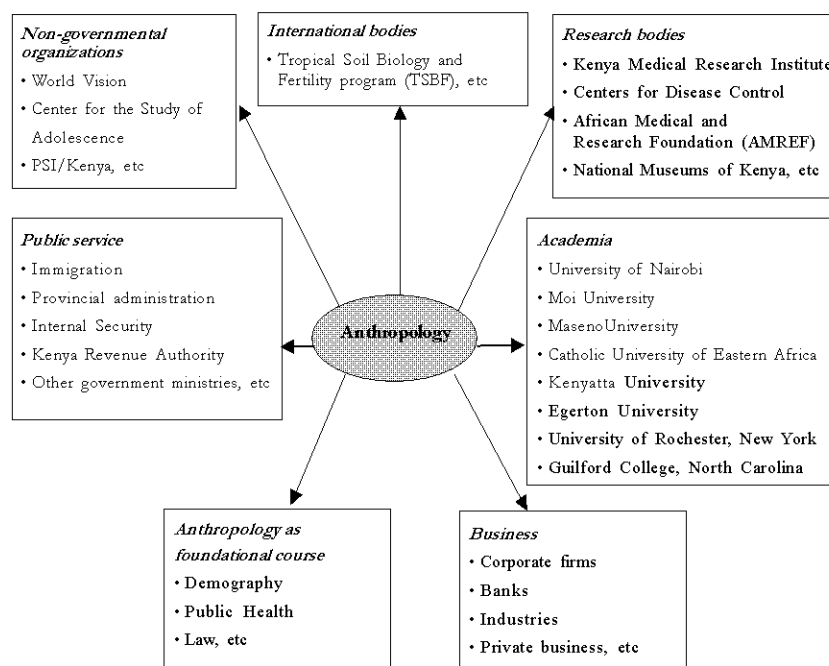 Non-governmental
organizations
• World Vision
• Center for the Study of
Adolescence
• PSI/Kenya, etc
International bodies
• Tropical Soil Biology and
Fertility program (TSBF), etc
Research bodies
• Kenya Medical Research Institute
• Centers for Disease Control
• African Medical and
Research Foundation (AMREF)
• National Museums of Kenya, etc
Public service
• Immigration
• Provincial administration
• Internal Security
• Kenya Revenue Authority
• Other government ministries, etc
Anthropology
Academia
• University of Nairobi
• Moi University
• MasenoUniversity
• Catholic University of Eastern Africa
• Kenyatta University
• Egerton University
• University of Rochester, New York
• Guilford College, North Carolina
Anthropology as
foundational course
• Demography
• Public Health
• Law, etc
Business
• Corporate firms
• Banks
• Industries
• Private business, etc